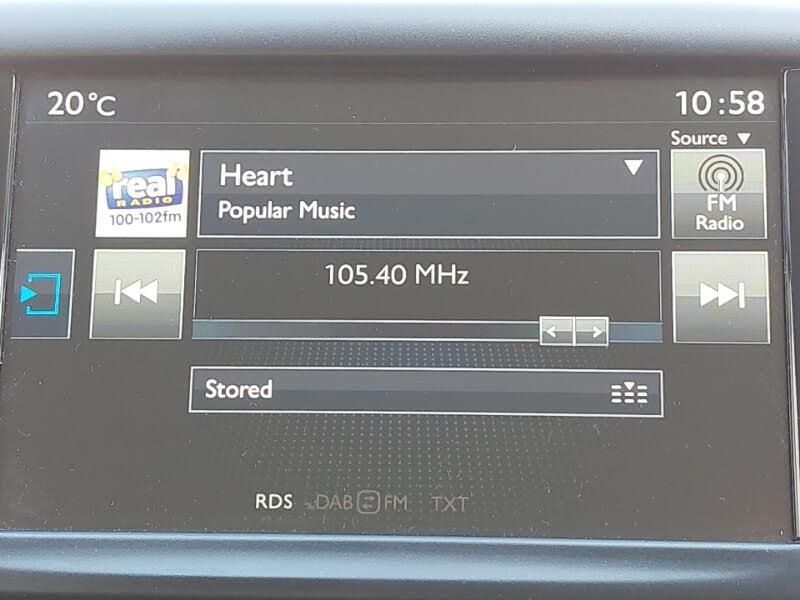 20°C
10:58
Source ▼
real
RADIO
100-102fm
Heart
Popular Music
FM
Radio
105.40 MHz
Stored
RDS DAB FM TXT